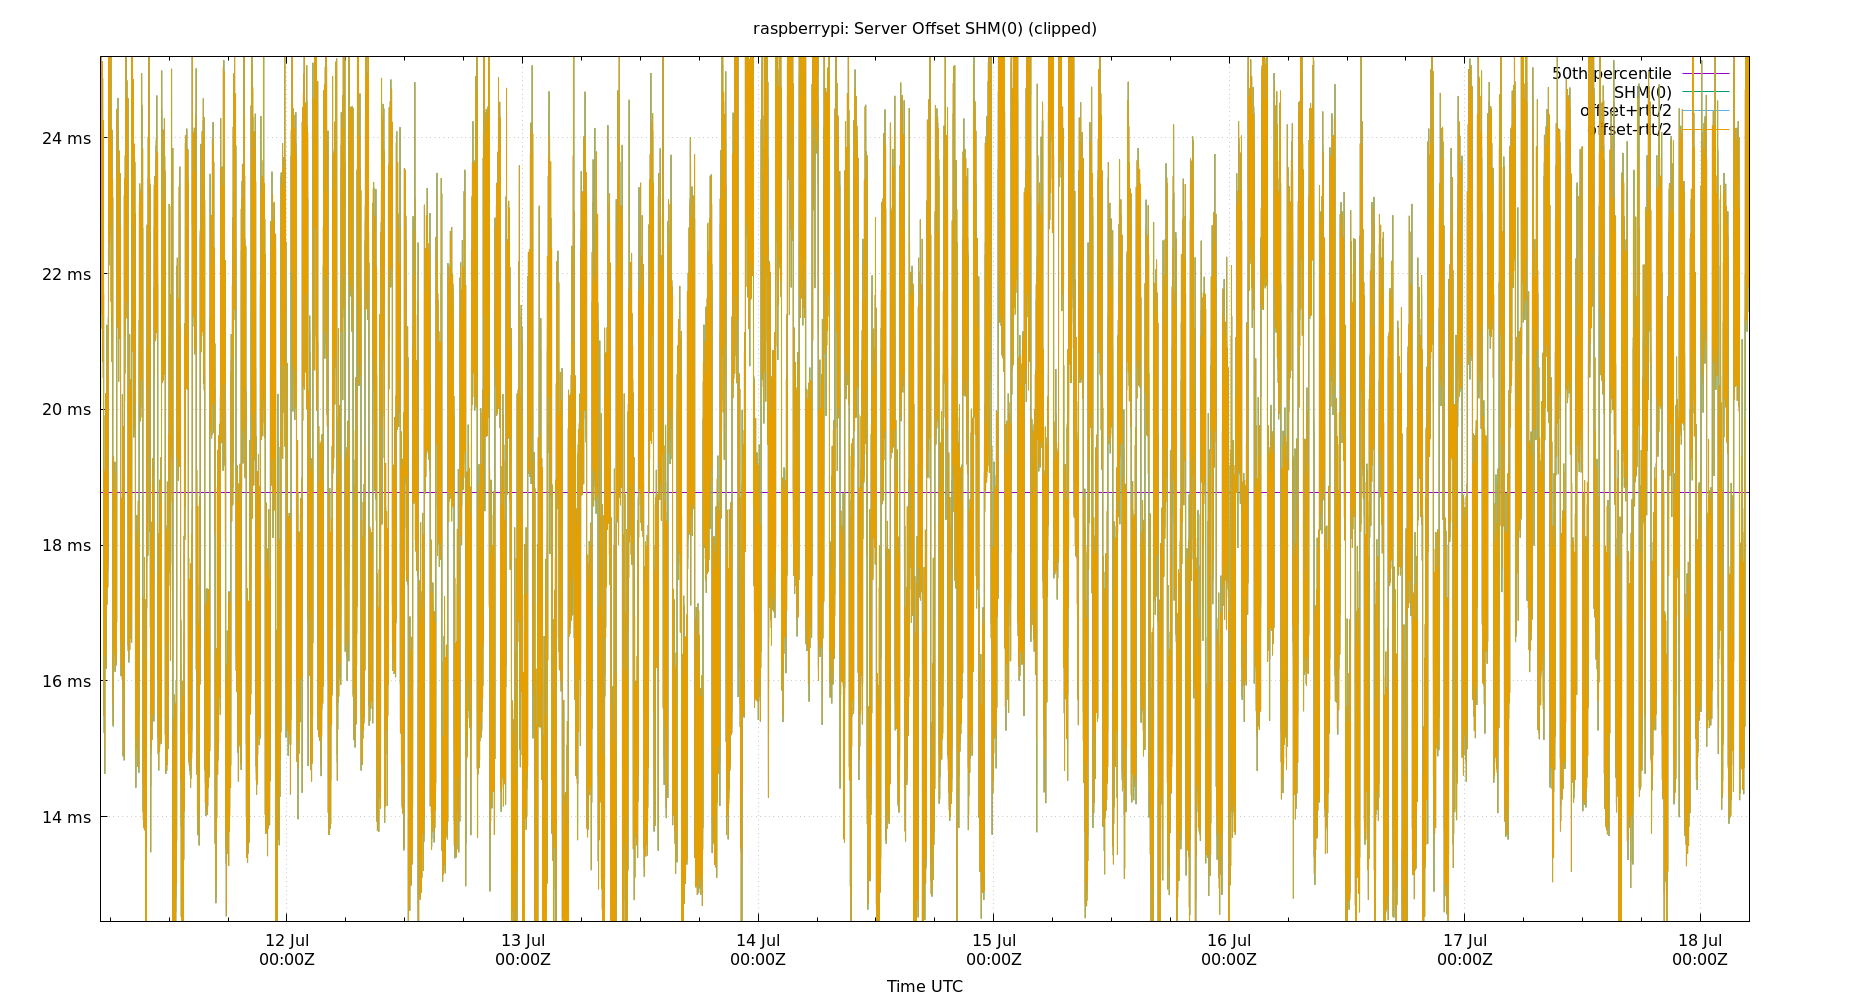 raspberrypi: Server Offset SHM(0) (clipped)
50th percentile
SHM(0)
offset+rtt/2
offset-rtt/2
24 ms
22 ms
20 ms
18 ms
16 ms
14 ms
12 Jul 13 Jul 14 Jul 15 Jul 16 Jul 17 Jul 18 Jul
00:00Z 00:00Z 00:00Z 00:00Z 00:00Z 00:00Z 00:00Z
Time UTC